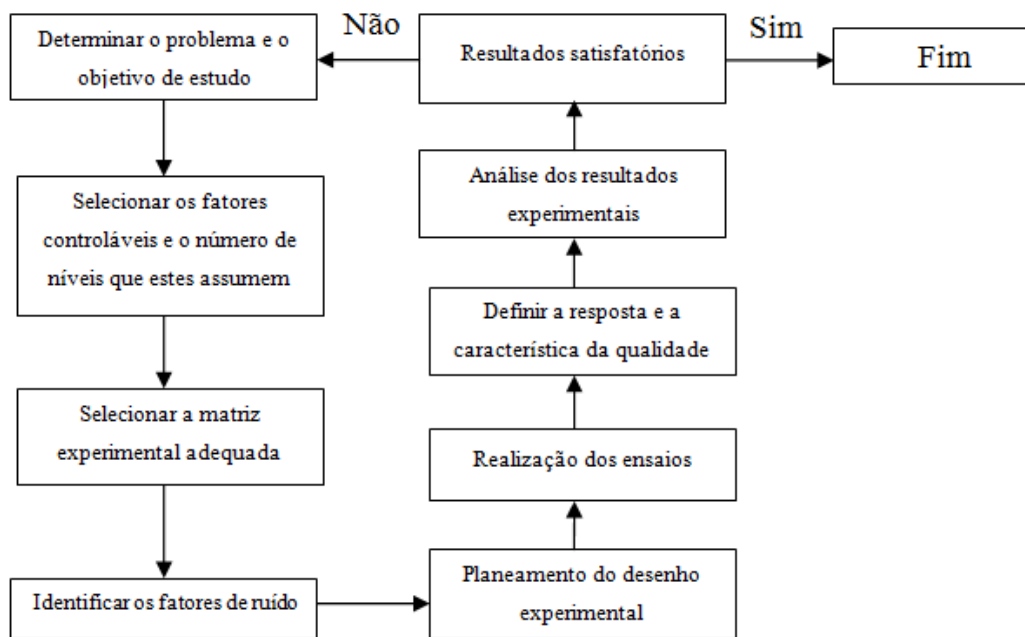 Determinar o problema e o
objetivo de estudo
Não
Resultados satisfatórios
Sim
Fim
Selecionar os fatores
controláveis e o número de
níveis que estes assumem
Análise dos resultados
experimentais
Definir a resposta e a
característica da qualidade
Selecionar a matriz
experimental adequada
Realização dos ensaios
Identificar os fatores de ruído
Planeamento do desenho
experimental